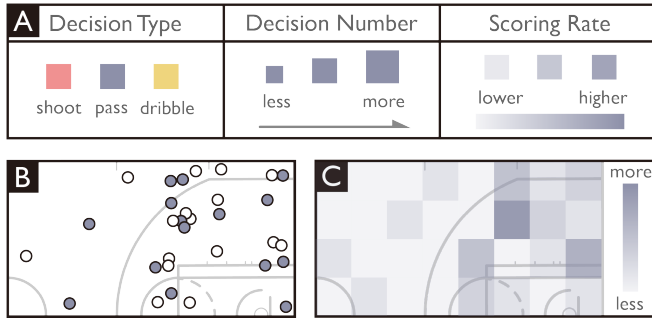 A
Decision Type
Decision Number
Scoring Rate
shoot
pass
dribble
less
more
lower
higher
B
C
more
less